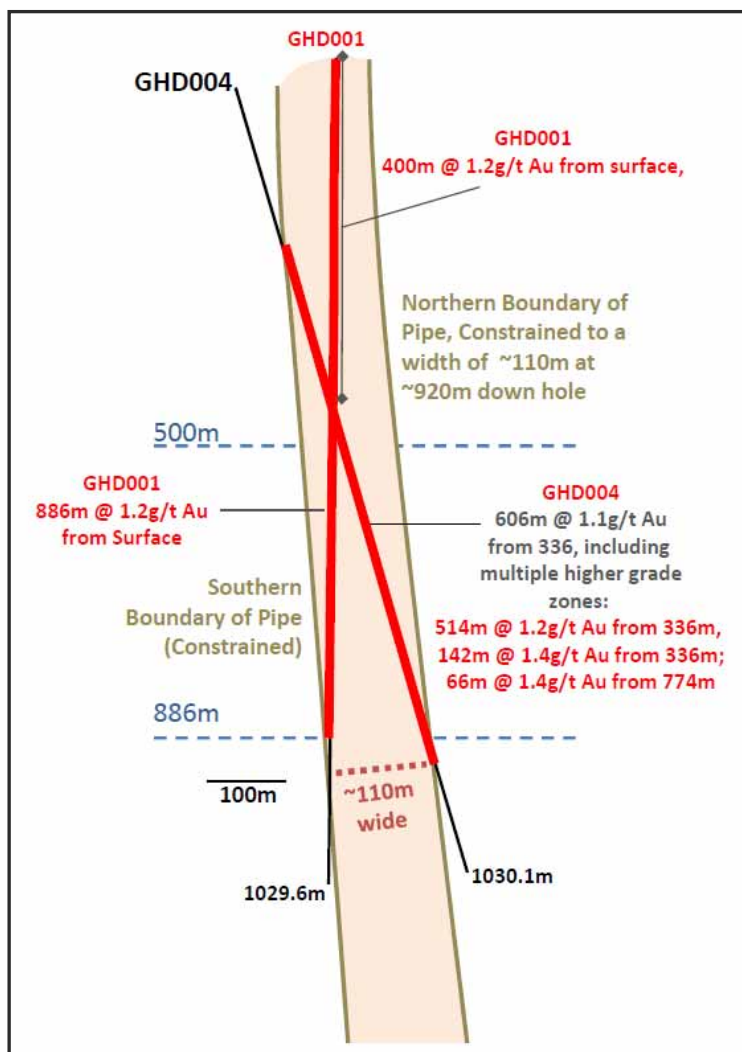 GHD001
GHD004
GHD001
400m @ 1.2g/t Au from surface,
Northern Boundary of
Pipe, Constrained to a
width of ~110m at
~920m down hole
500m
GHD001
886m @ 1.2g/t Au
from Surface
GHD004
606m @ 1.1g/t Au
from 336, including
multiple higher grade
zones:
514m @ 1.2g/t Au from 336m,
142m @ 1.4g/t Au from 336m;
66m @ 1.4g/t Au from 774m
Southern
Boundary of Pipe
(Constrained)
886m
100m
~110m
wide
1029.6m
1030.1m